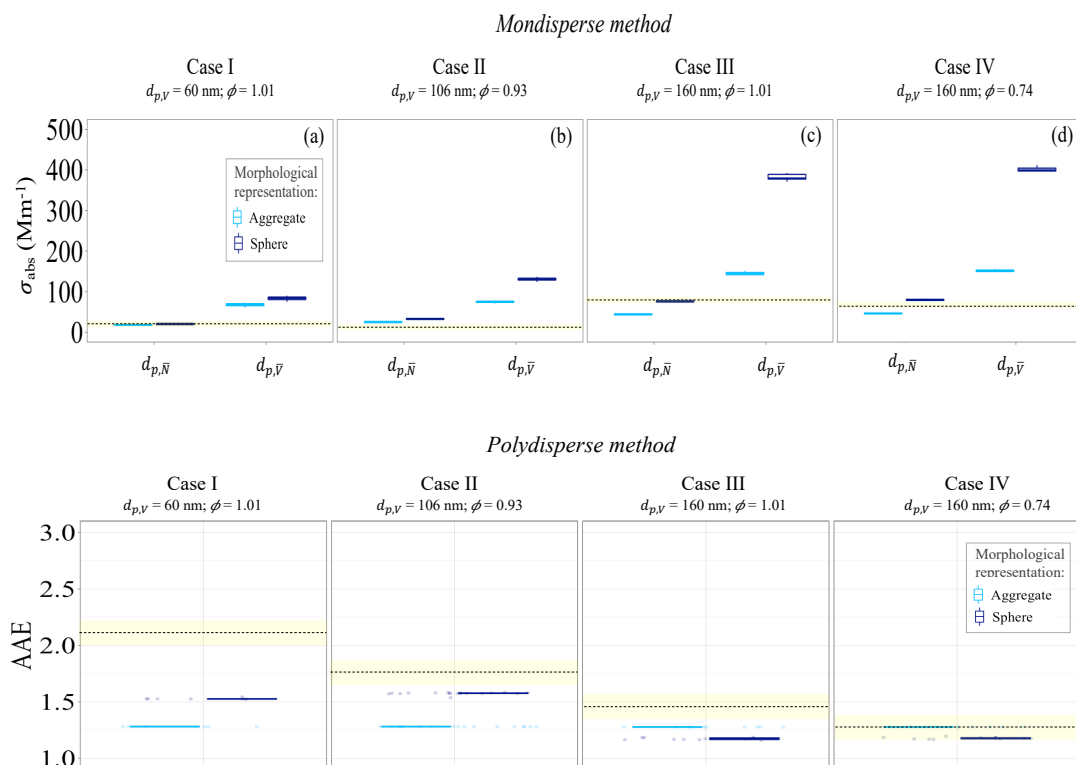 Mondisperse method
Case I
d_{p,V} = 60 nm; ϕ = 1.01
Case II
d_{p,V} = 106 nm; ϕ = 0.93
Case III
d_{p,V} = 160 nm; ϕ = 1.01
Case IV
d_{p,V} = 160 nm; ϕ = 0.74
σ_{abs} (Mm⁻¹)
500
400
300
200
100
0
(a)
(b)
(c)
(d)
Morphological
representation:
Aggregate
Sphere
d_{p,N̅}
d_{p,V̅}
d_{p,N̅}
d_{p,V̅}
d_{p,N̅}
d_{p,V̅}
d_{p,N̅}
d_{p,V̅}
Polydisperse method
Case I
d_{p,V} = 60 nm; ϕ = 1.01
Case II
d_{p,V} = 106 nm; ϕ = 0.93
Case III
d_{p,V} = 160 nm; ϕ = 1.01
Case IV
d_{p,V} = 160 nm; ϕ = 0.74
AAE
3.0
2.5
2.0
1.5
1.0
Morphological
representation:
Aggregate
Sphere